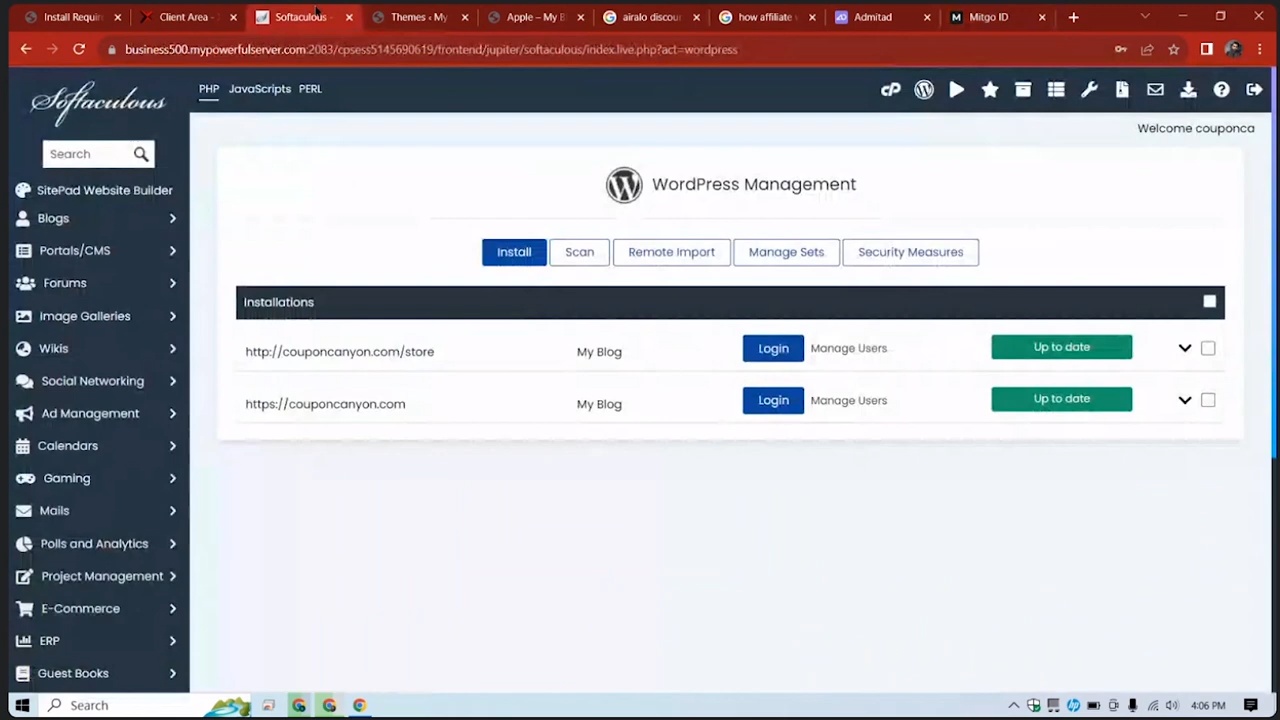 Install Requir
Client Area -
Softaculous -
Themes ‹ My
Apple – My B
airalo discou
how affiliate
Admitad
Mitgo ID
business500.mypowerfulserver.com:2083/cpsess5145690619/frontend/jupiter/softaculous/index.live.php?act=wordpress
Softaculous
PHP
JavaScripts
PERL
cP
Welcome couponca
Search
WordPress Management
SitePad Website Builder
Blogs
Portals/CMS
Forums
Image Galleries
Wikis
Social Networking
Ad Management
Calendars
Gaming
Mails
Polls and Analytics
Project Management
E-Commerce
ERP
Guest Books
Install
Scan
Remote Import
Manage Sets
Security Measures
Installations
http://couponcanyon.com/store
My Blog
Login
Manage Users
Up to date
https://couponcanyon.com
My Blog
Login
Manage Users
Up to date
Search
4:06 PM